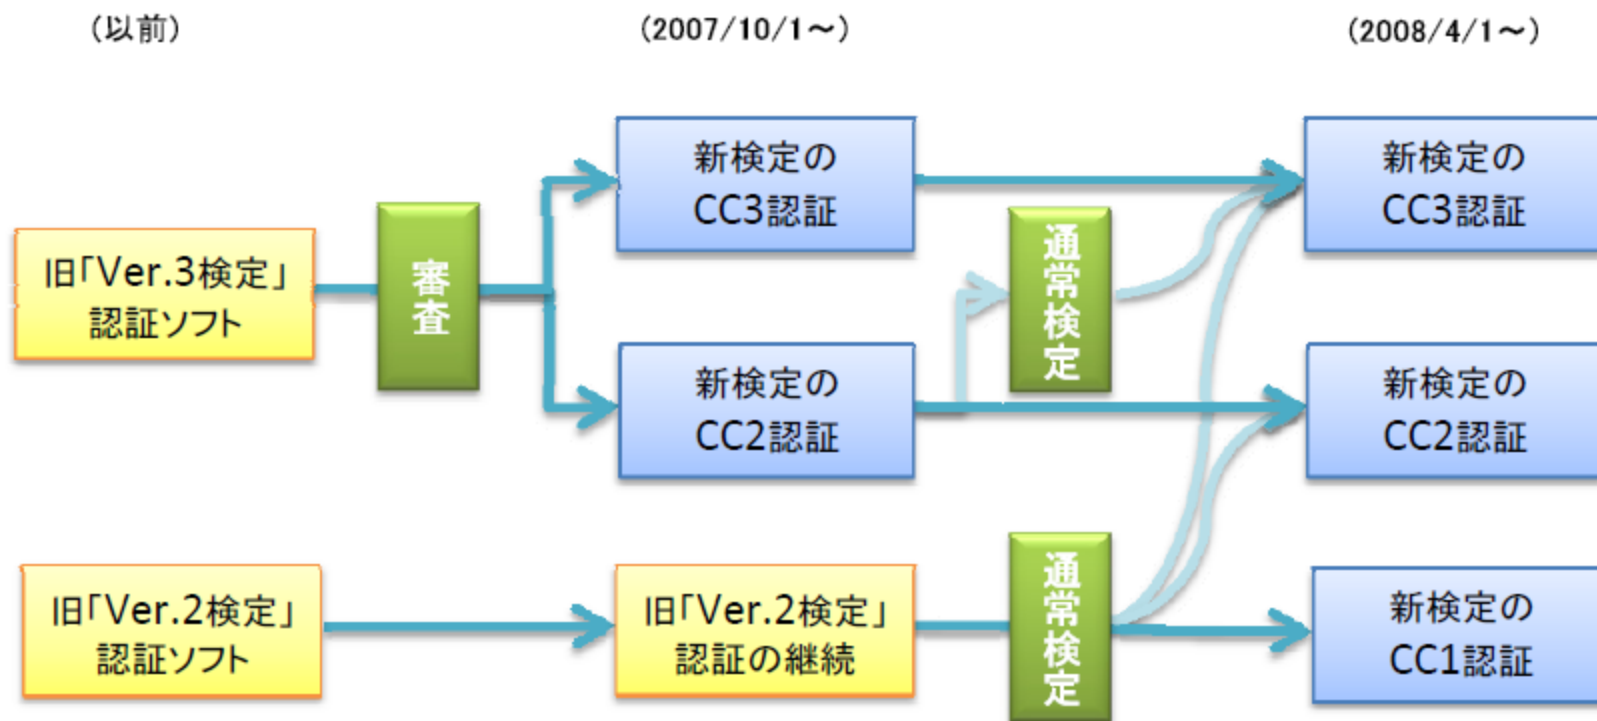 （以前）
（2007/10/1～）
（2008/4/1～）
新検定の
CC3認証
新検定の
CC3認証
旧「Ver.3検定」
認証ソフト
審査
通常検定
新検定の
CC2認証
新検定の
CC2認証
旧「Ver.2検定」
認証ソフト
旧「Ver.2検定」
認証の継続
通常検定
新検定の
CC1認証